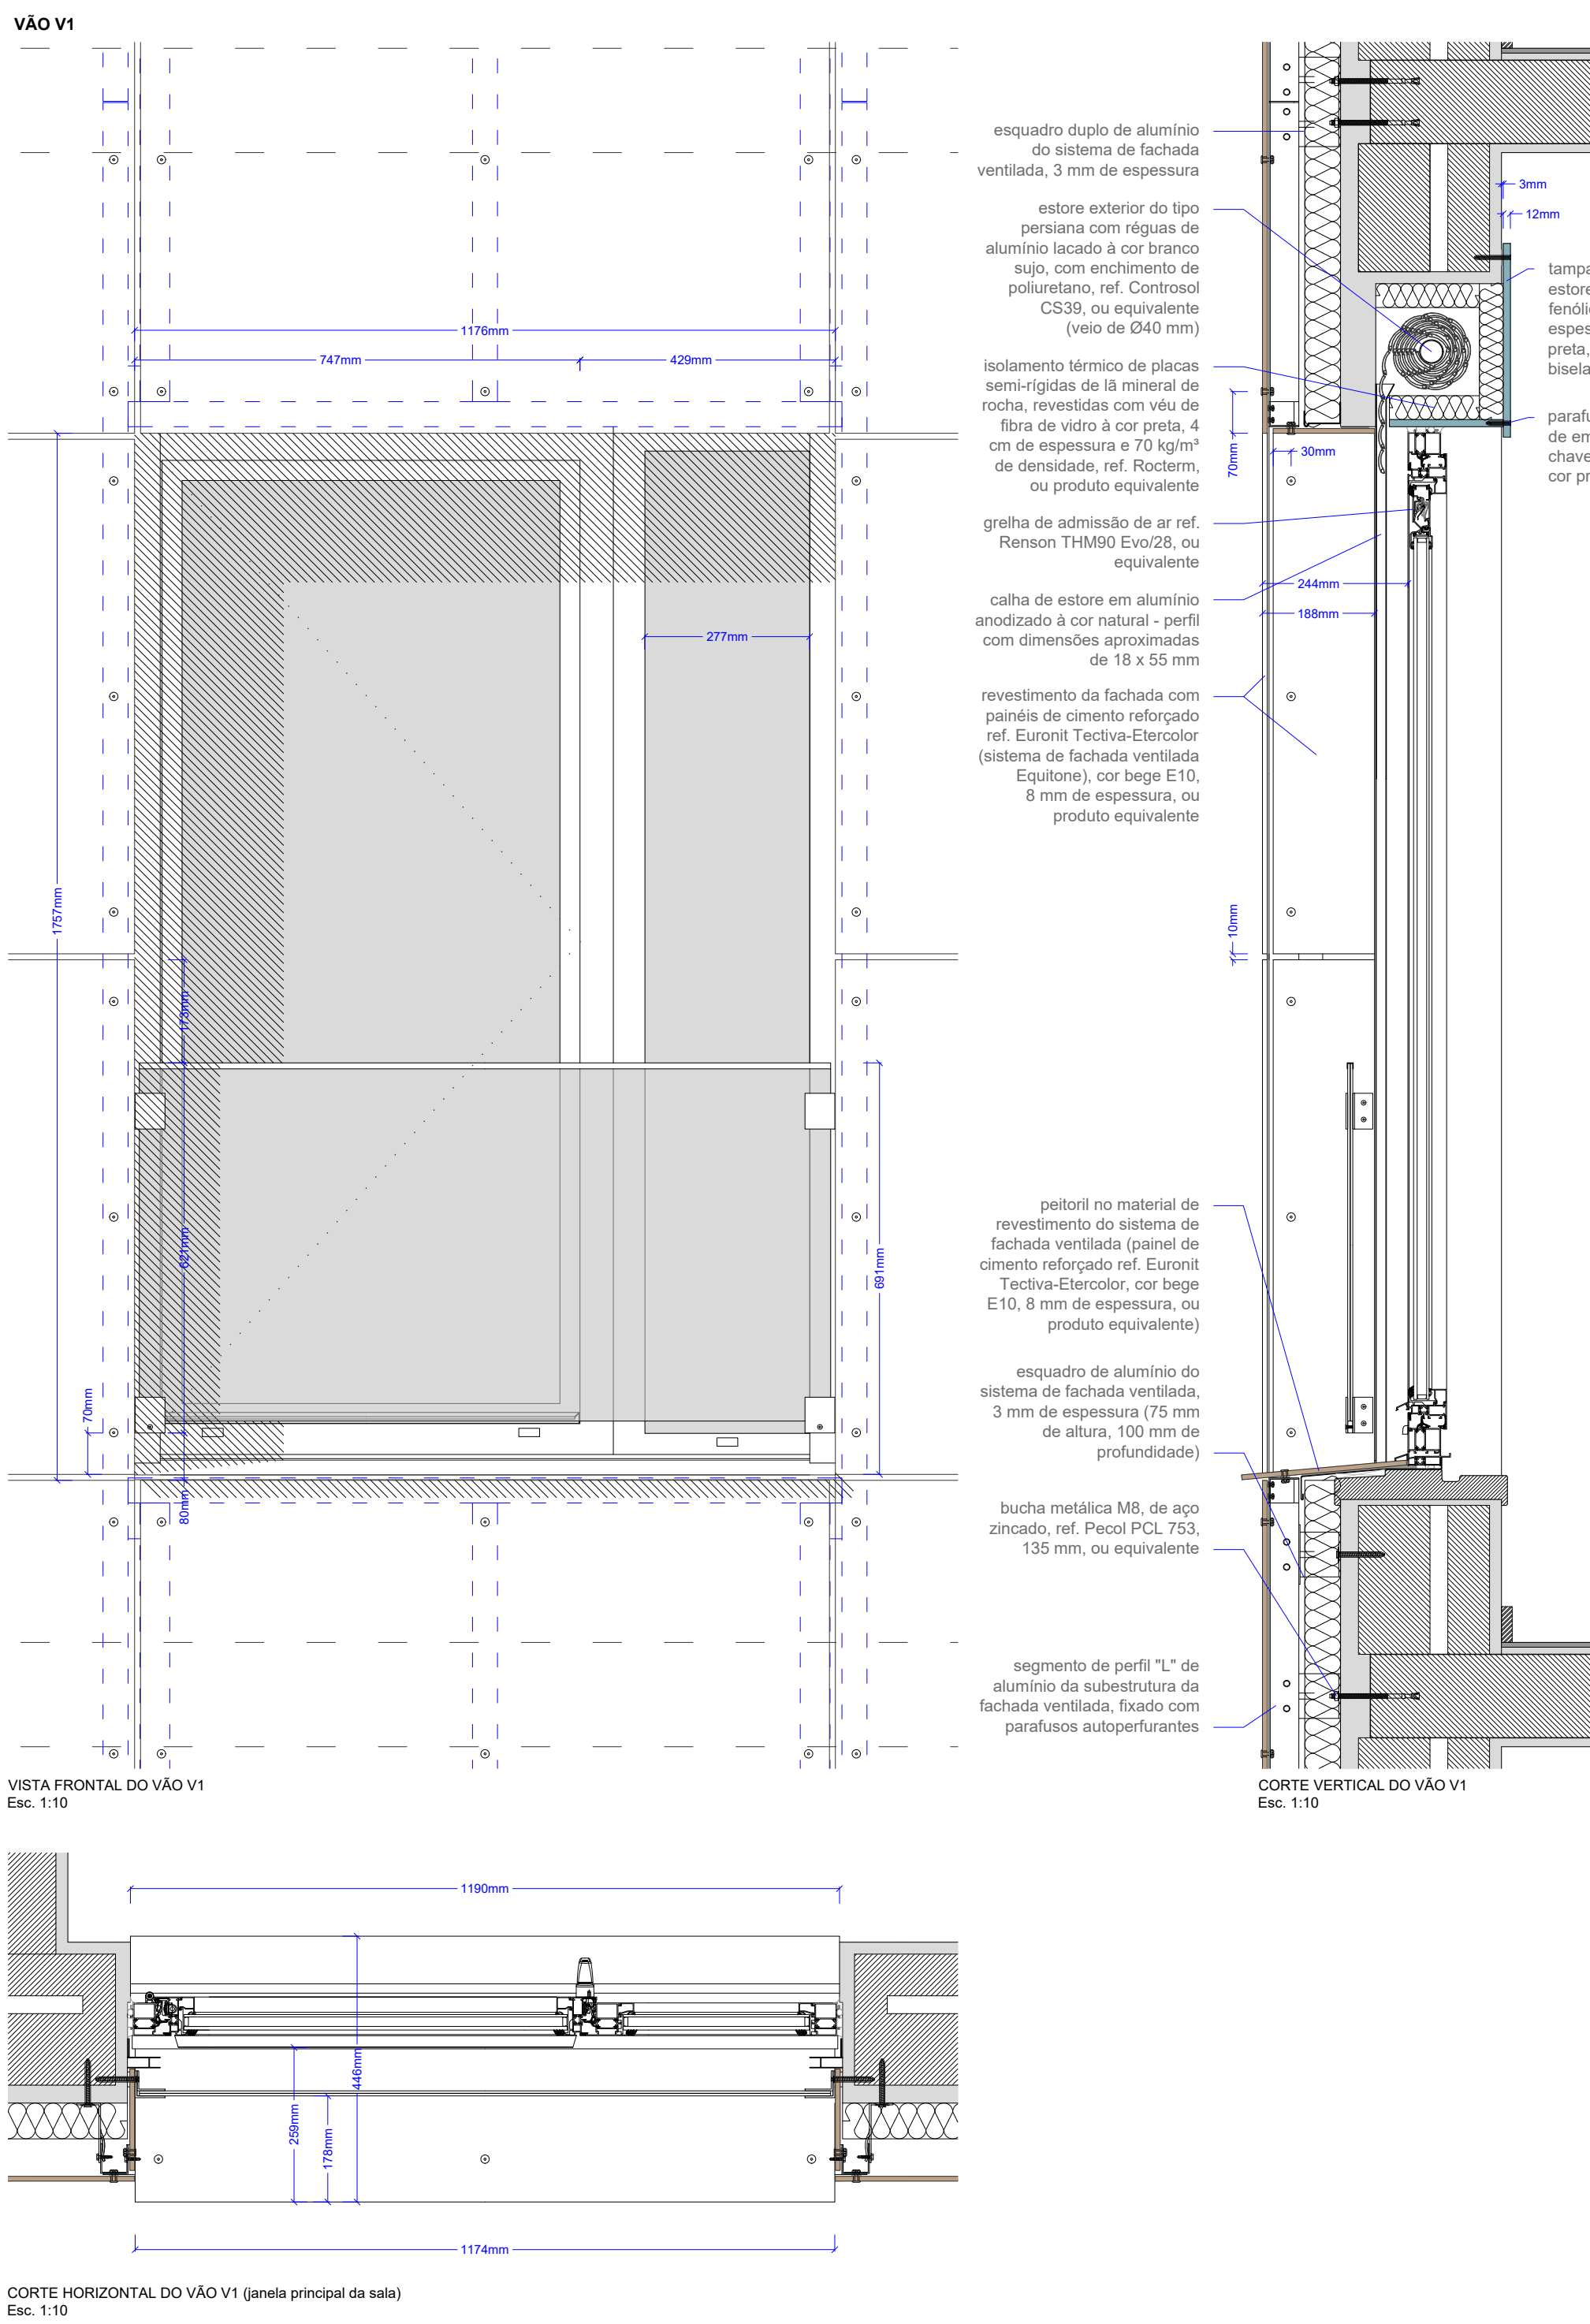 VÃO V1
1176mm
747mm
429mm
277mm
1757mm
173mm
621mm
691mm
70mm
80mm
VISTA FRONTAL DO VÃO V1
Esc. 1:10
esquadro duplo de alumínio
do sistema de fachada
ventilada, 3 mm de espessura
estore exterior do tipo
persiana com réguas de
alumínio lacado à cor branco
sujo, com enchimento de
poliuretano, ref. Controsol
CS39, ou equivalente
(veio de Ø40 mm)
isolamento térmico de placas
semi-rígidas de lã mineral de
rocha, revestidas com véu de
fibra de vidro à cor preta, 4
cm de espessura e 70 kg/m³
de densidade, ref. Rocterm,
ou produto equivalente
grelha de admissão de ar ref.
Renson THM90 Evo/28, ou
equivalente
calha de estore em alumínio
anodizado à cor natural - perfil
com dimensões aproximadas
de 18 x 55 mm
revestimento da fachada com
painéis de cimento reforçado
ref. Euronit Tectiva-Etercolor
(sistema de fachada ventilada
Equitone), cor bege E10,
8 mm de espessura, ou
produto equivalente
peitoril no material de
revestimento do sistema de
fachada ventilada (painel de
cimento reforçado ref. Euronit
Tectiva-Etercolor, cor bege
E10, 8 mm de espessura, ou
produto equivalente)
esquadro de alumínio do
sistema de fachada ventilada,
3 mm de espessura (75 mm
de altura, 100 mm de
profundidade)
bucha metálica M8, de aço
zincado, ref. Pecol PCL 753,
135 mm, ou equivalente
segmento de perfil "L" de
alumínio da subestrutura da
fachada ventilada, fixado com
parafusos autoperfurantes
3mm
12mm
tampa
estore
fenóli
espes
preta,
bisela
parafu
de em
chave
cor pr
70mm
30mm
244mm
188mm
10mm
CORTE VERTICAL DO VÃO V1
Esc. 1:10
1190mm
446mm
259mm
178mm
1174mm
CORTE HORIZONTAL DO VÃO V1 (janela principal da sala)
Esc. 1:10